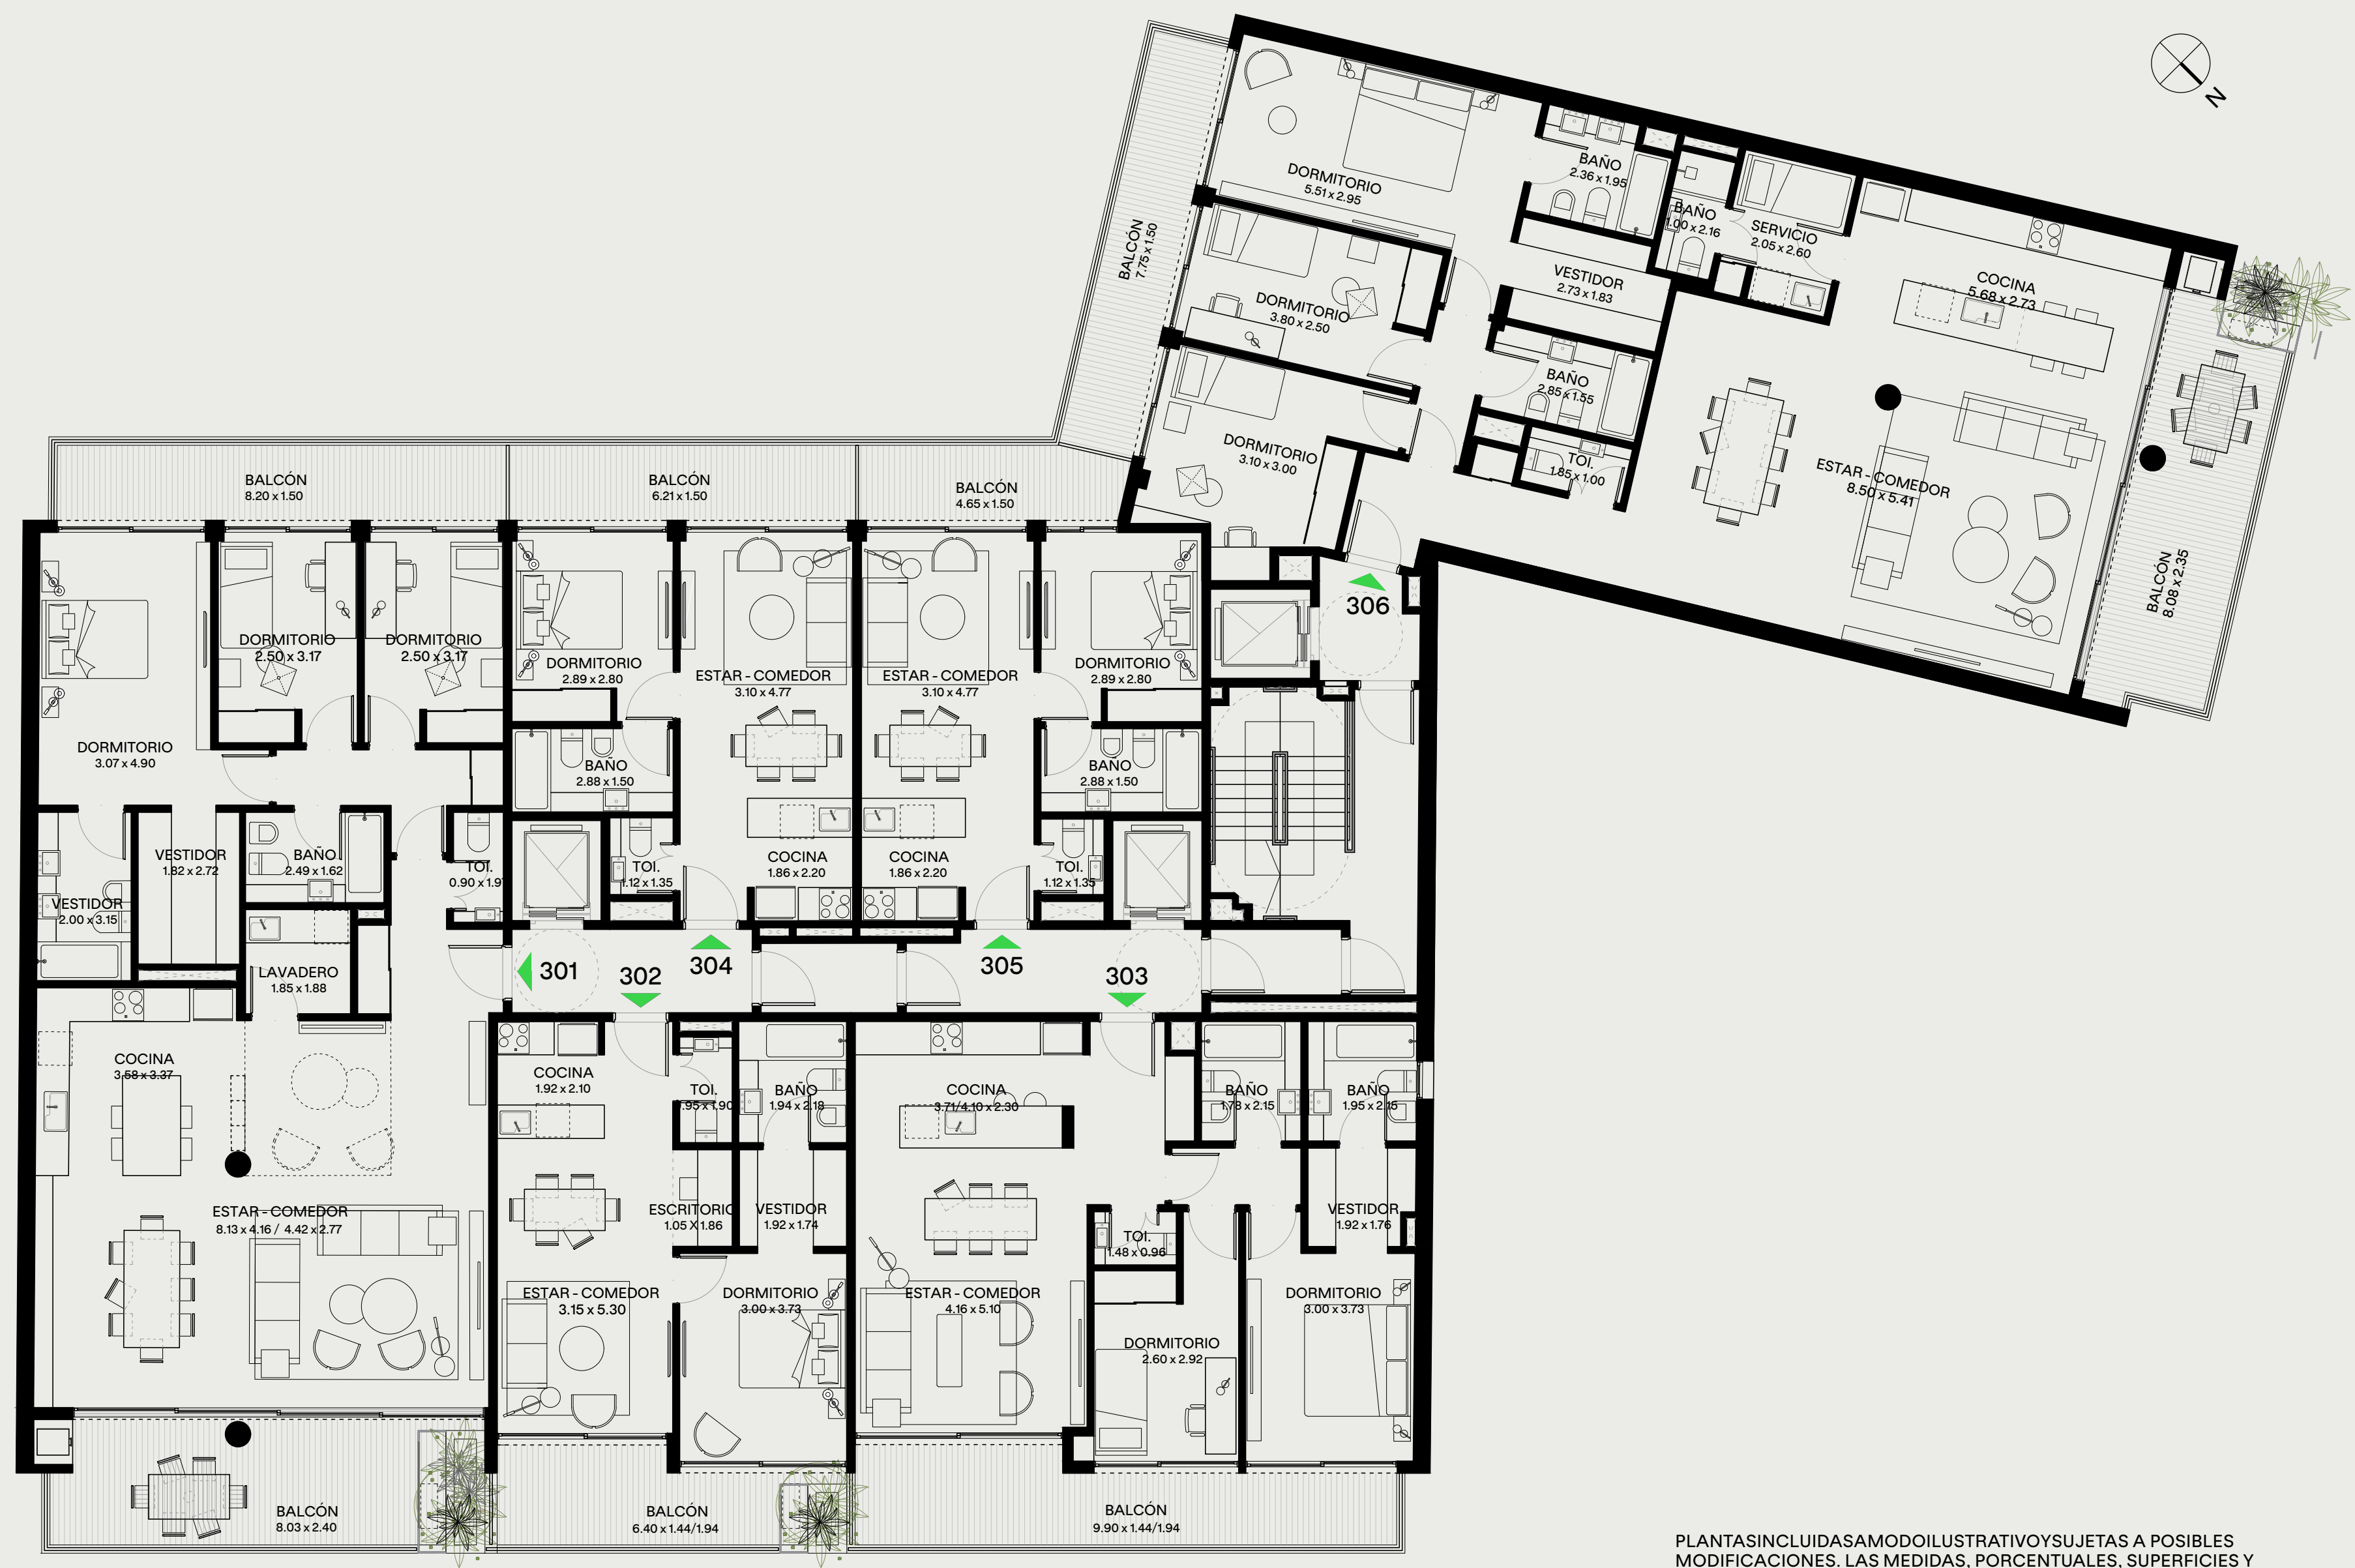 N
DORMITORIO
5.51 x 2.95
BAÑO
2.36 x 1.95
BAÑO
1.00 x 2.16
SERVICIO
2.05 x 2.60
BALCÓN
7.75 x 1.50
DORMITORIO
3.80 x 2.50
VESTIDOR
2.73 x 1.83
COCINA
5.68 x 2.73
BAÑO
2.85 x 1.55
DORMITORIO
3.10 x 3.00
TOI.
1.85 x 1.00
ESTAR - COMEDOR
8.50 x 5.41
BALCÓN
8.08 x 2.35
306
BALCÓN
8.20 x 1.50
BALCÓN
6.21 x 1.50
BALCÓN
4.65 x 1.50
DORMITORIO
2.50 x 3.17
DORMITORIO
2.50 x 3.17
DORMITORIO
2.89 x 2.80
ESTAR - COMEDOR
3.10 x 4.77
ESTAR - COMEDOR
3.10 x 4.77
DORMITORIO
2.89 x 2.80
DORMITORIO
3.07 x 4.90
BAÑO
2.88 x 1.50
BAÑO
2.88 x 1.50
VESTIDOR
1.82 x 2.72
BAÑO
2.49 x 1.62
TOI.
0.90 x 1.9
TOI.
1.12 x 1.35
COCINA
1.86 x 2.20
COCINA
1.86 x 2.20
TOI.
1.12 x 1.35
VESTIDOR
2.00 x 3.15
LAVADERO
1.85 x 1.88
301
302
304
305
303
COCINA
3.58 x 3.37
COCINA
1.92 x 2.10
TOI.
.95 x 1.90
BAÑO
1.94 x 2.18
COCINA
3.71/4.10 x 2.30
BAÑO
1.78 x 2.15
BAÑO
1.95 x 2.15
ESTAR - COMEDOR
8.13 x 4.16 / 4.42 x 2.77
ESCRITORIO
1.05 X 1.86
VESTIDOR
1.92 x 1.74
TOI.
1.48 x 0.96
VESTIDOR
1.92 x 1.76
ESTAR - COMEDOR
3.15 x 5.30
DORMITORIO
3.00 x 3.73
ESTAR - COMEDOR
4.16 x 5.10
DORMITORIO
2.60 x 2.92
DORMITORIO
3.00 x 3.73
BALCÓN
8.03 x 2.40
BALCÓN
6.40 x 1.44/1.94
BALCÓN
9.90 x 1.44/1.94
PLANTASINCLUIDASAMODOILUSTRATIVOYSUJETAS A POSIBLES
MODIFICACIONES. LAS MEDIDAS, PORCENTUALES, SUPERFICIES Y